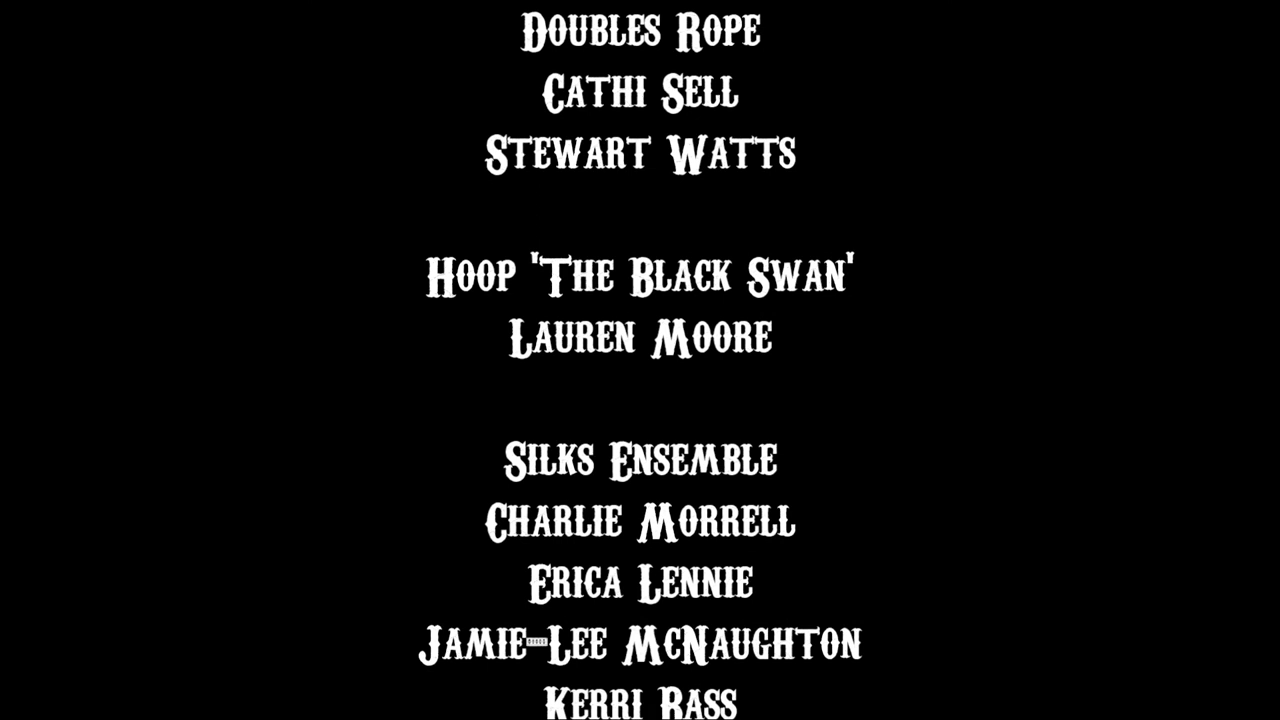 Doubles Rope
Cathi Sell
Stewart Watts
Hoop 'The Black Swan'
Lauren Moore
Silks Ensemble
Charlie Morrell
Erica Lennie
Jamie-Lee McNaughton
Kerri Rass